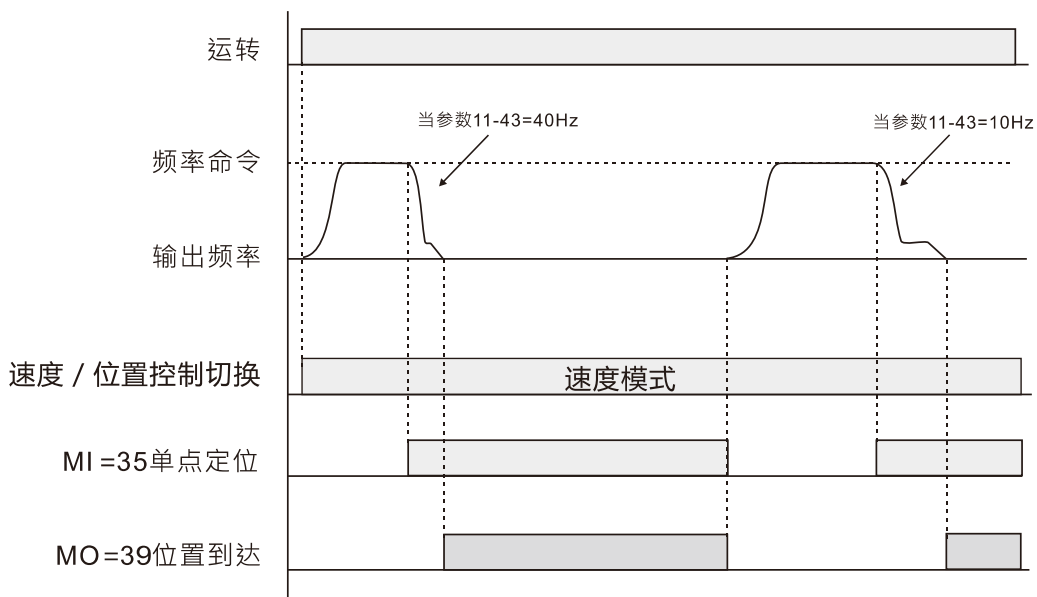 运转
当参数11-43=40Hz
当参数11-43=10Hz
频率命令
输出频率
速度 / 位置控制切换
速度模式
MI =35单点定位
MO=39位置到达